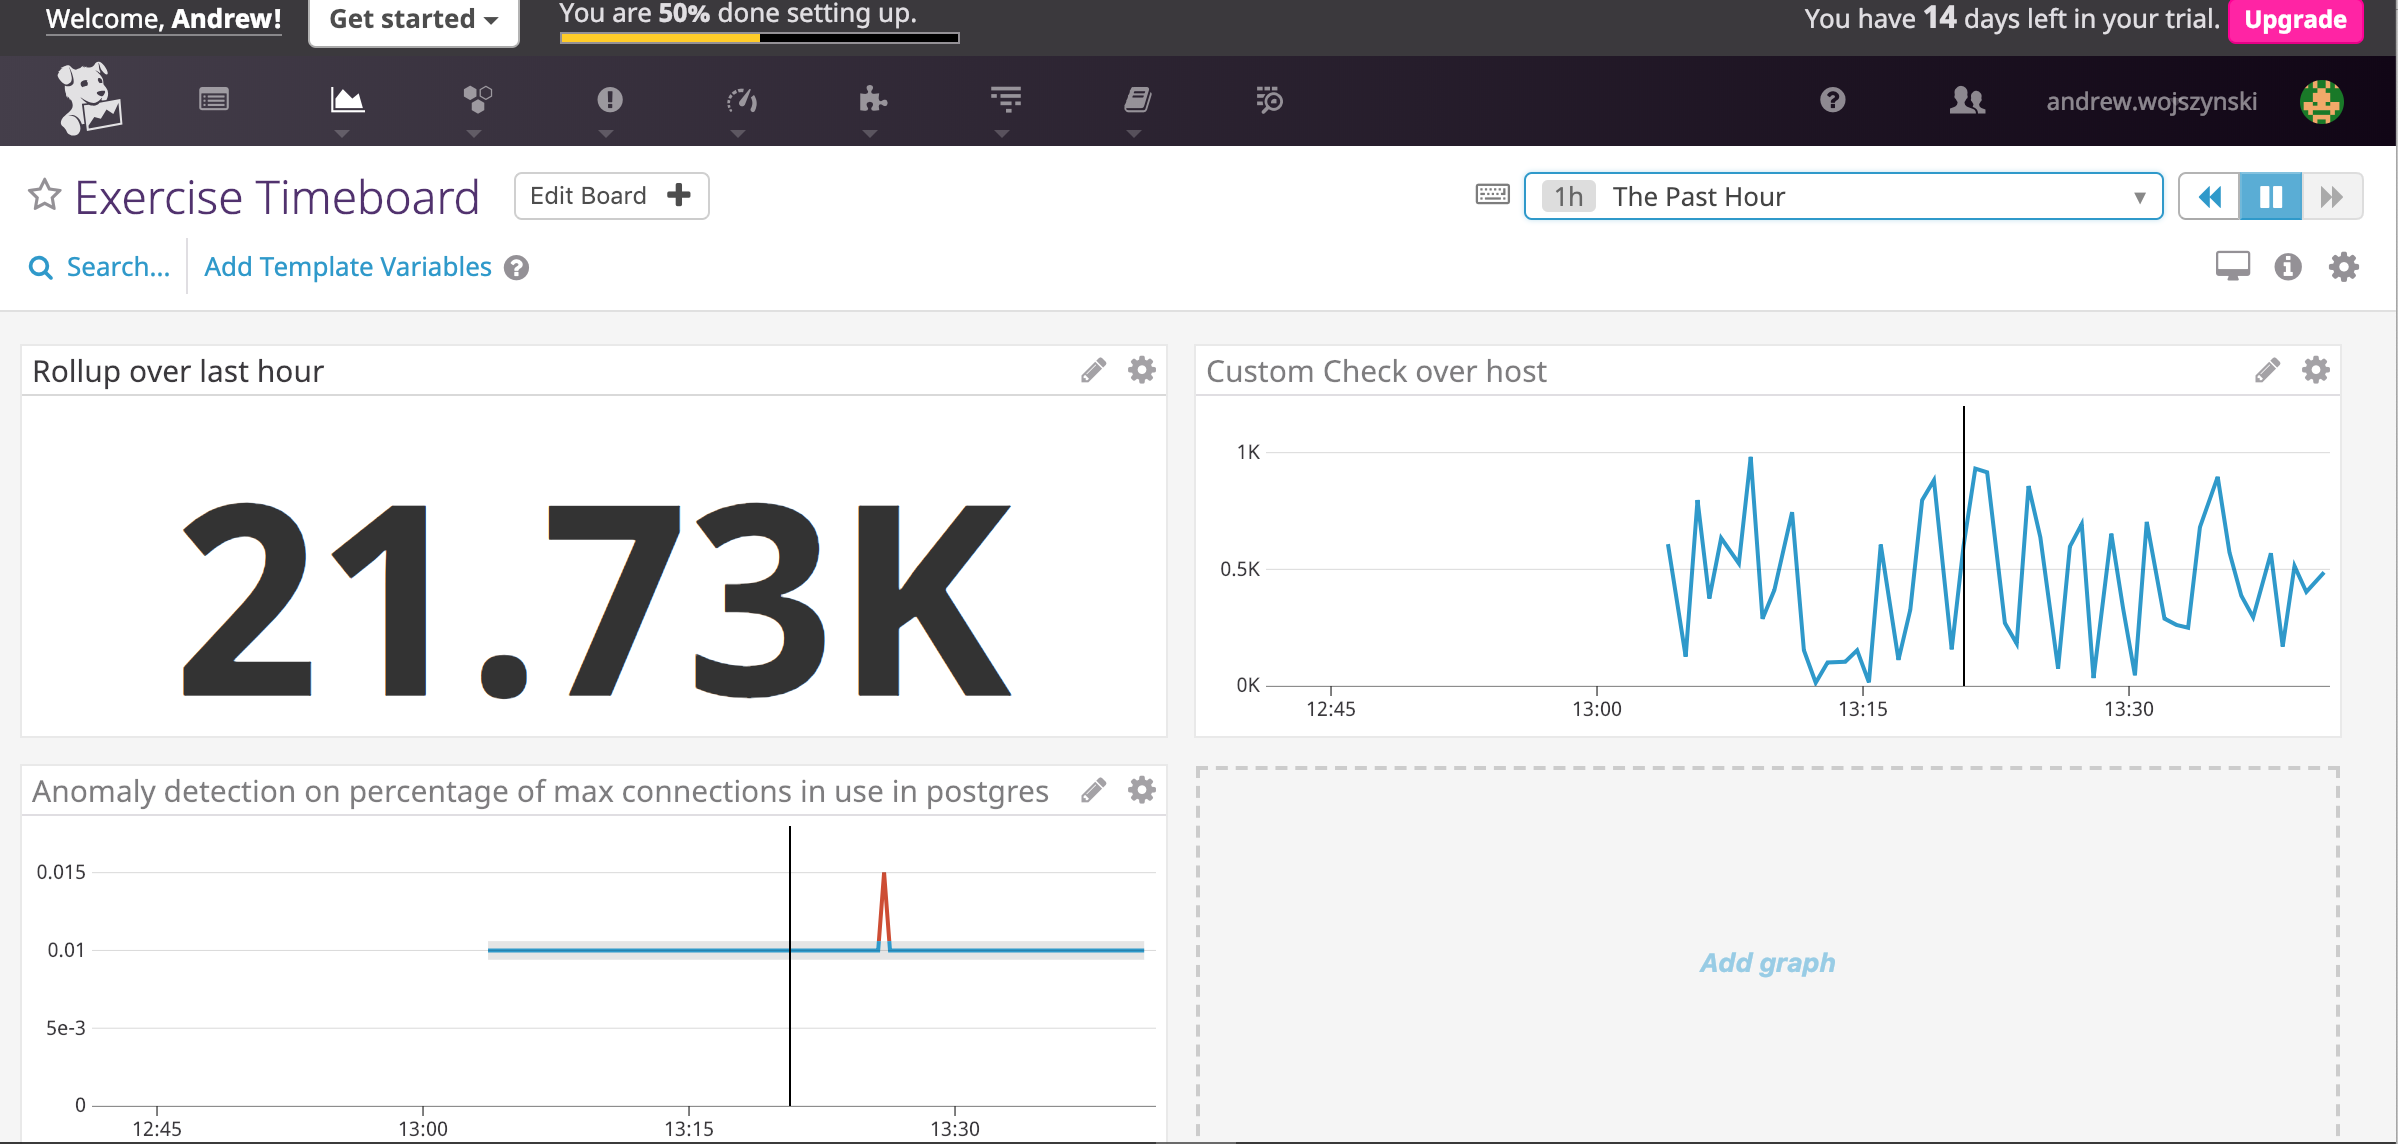 Welcome, Andrew!
Get started
You are 50% done setting up.
You have 14 days left in your trial.
Upgrade
andrew.wojszynski
Exercise Timeboard
Edit Board
1h The Past Hour
Search...
Add Template Variables
Rollup over last hour
21.73K
Custom Check over host
1K
0.5K
0K
12:45 13:00 13:15 13:30
Anomaly detection on percentage of max connections in use in postgres
0.015
0.01
5e-3
0
12:45 13:00 13:15 13:30
Add graph